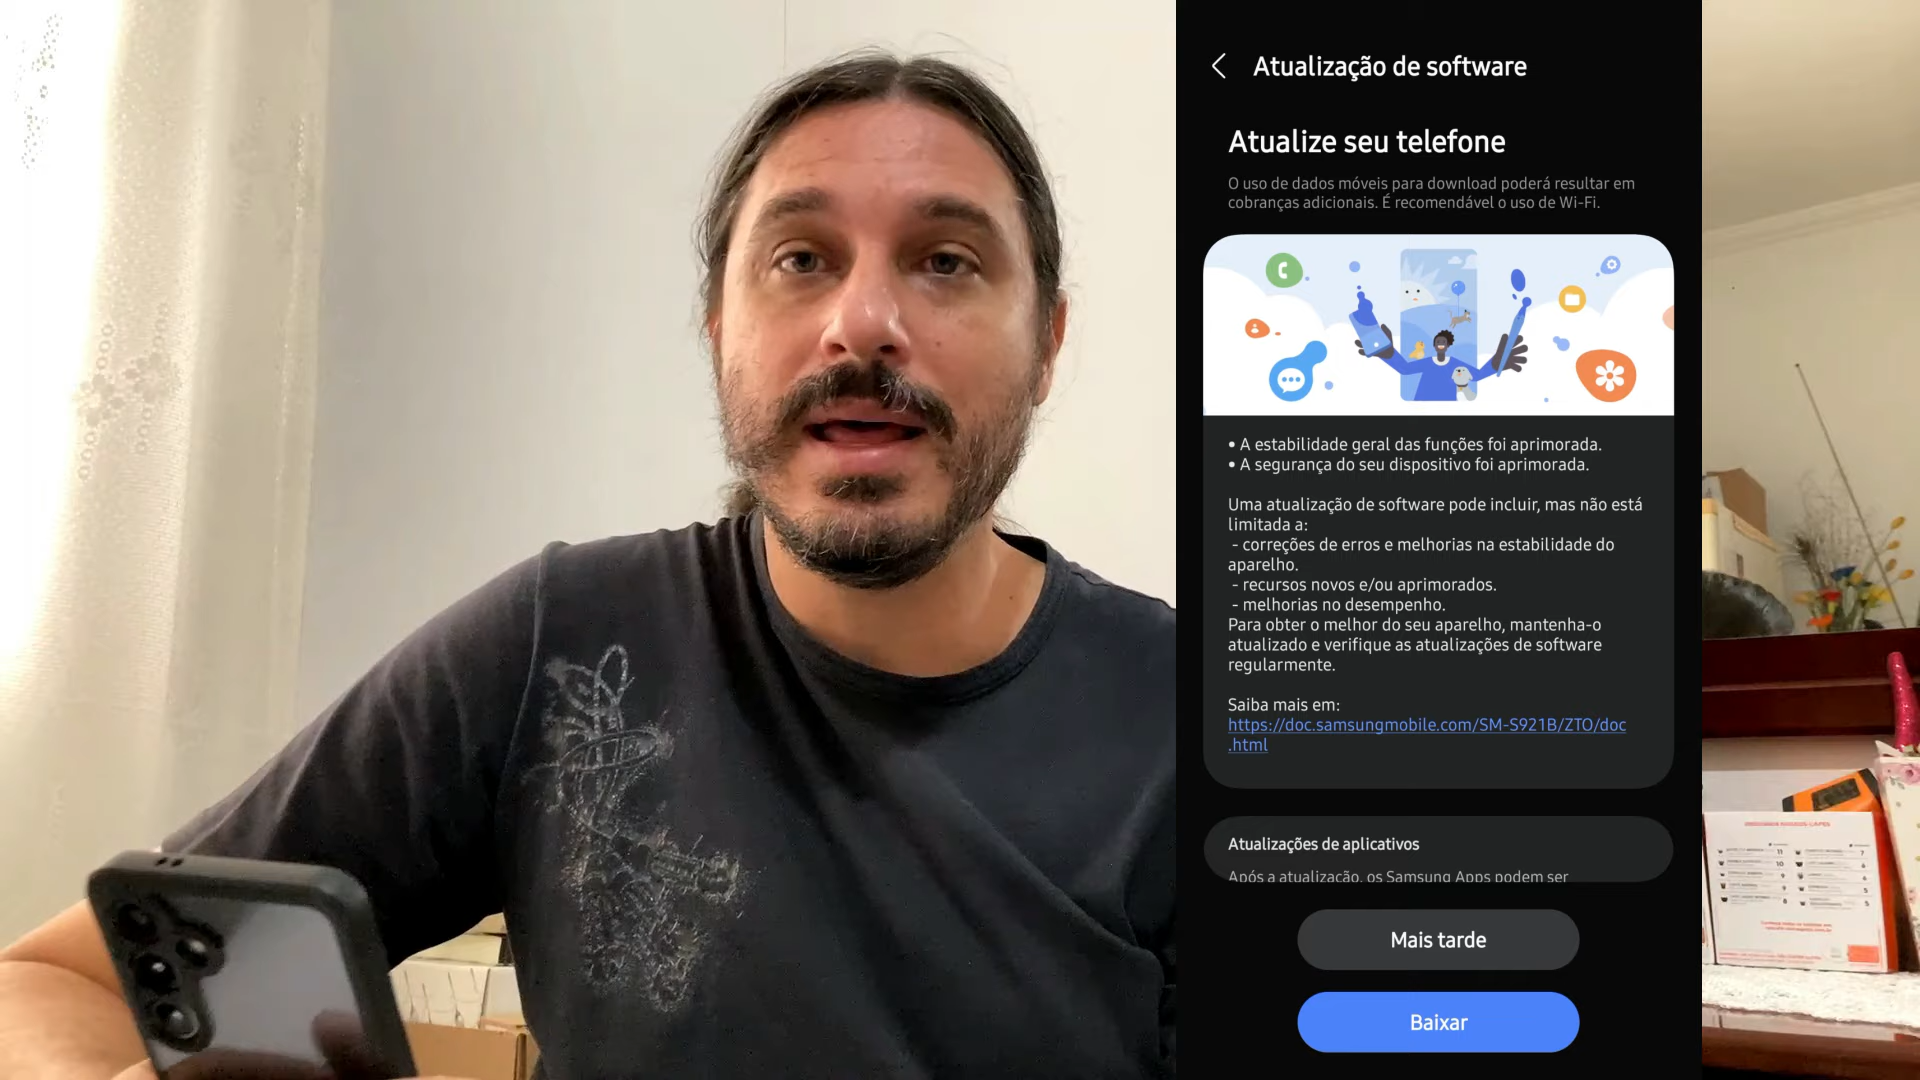 Atualização de software
Atualize seu telefone
O uso de dados móveis para download poderá resultar em
cobranças adicionais. É recomendável o uso de Wi-Fi.
• A estabilidade geral das funções foi aprimorada.
• A segurança do seu dispositivo foi aprimorada.
Uma atualização de software pode incluir, mas não está
limitada a:
- correções de erros e melhorias na estabilidade do
aparelho.
- recursos novos e/ou aprimorados.
- melhorias no desempenho.
Para obter o melhor do seu aparelho, mantenha-o
atualizado e verifique as atualizações de software
regularmente.
Saiba mais em:
https://doc.samsungmobile.com/SM-S921B/ZTO/doc
.html
Atualizações de aplicativos
Após a atualização, os Samsung Apps podem ser
Mais tarde
Baixar